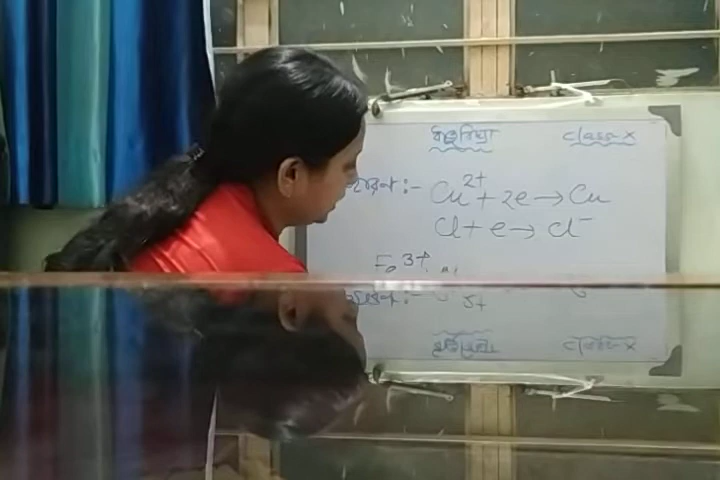 ধাতুবিদ্যা class x
:- Cu²⁺ + 2e → Cu
Cl + e → Cl⁻
Fe³⁺